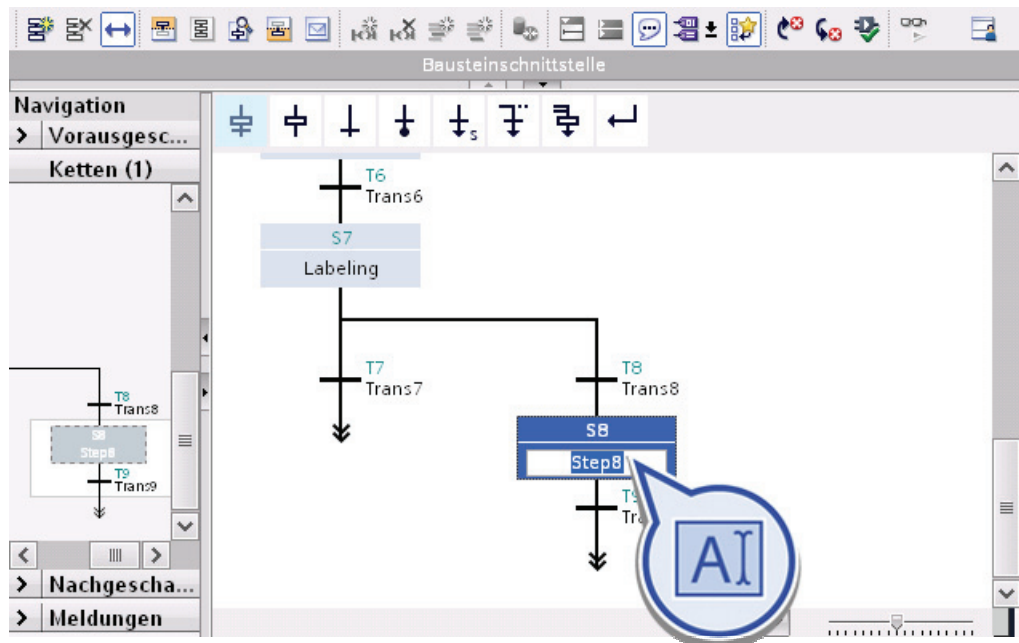 Bausteinschnittstelle
Navigation
Vorausgesc...
Ketten (1)
T8
Trans8
S8
Step8
T9
Trans9
Nachgescha...
Meldungen
S
T6
Trans6
S7
Labeling
T7
Trans7
T8
Trans8
S8
Step8
AI